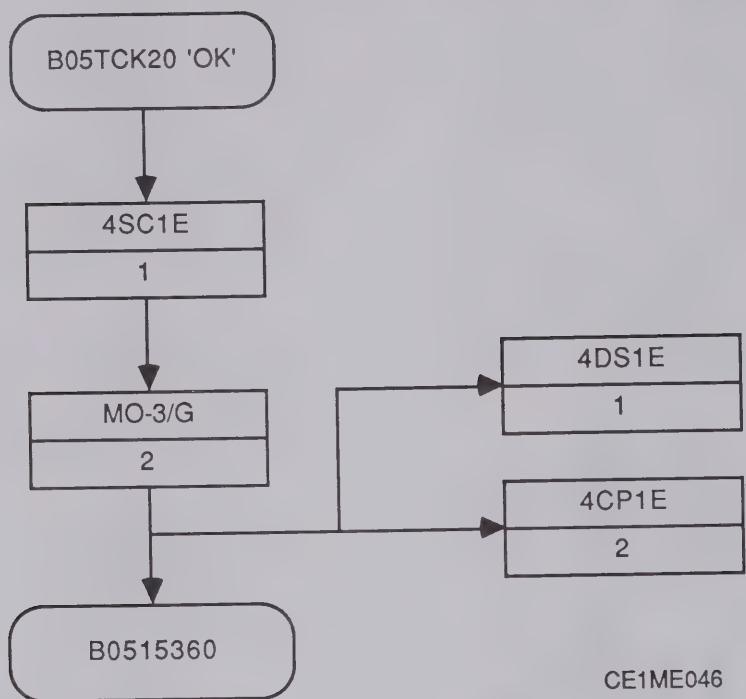 B05TCK20 'OK'
4SC1E
1
MO-3/G
2
4DS1E
1
4CP1E
2
B0515360
CE1ME046